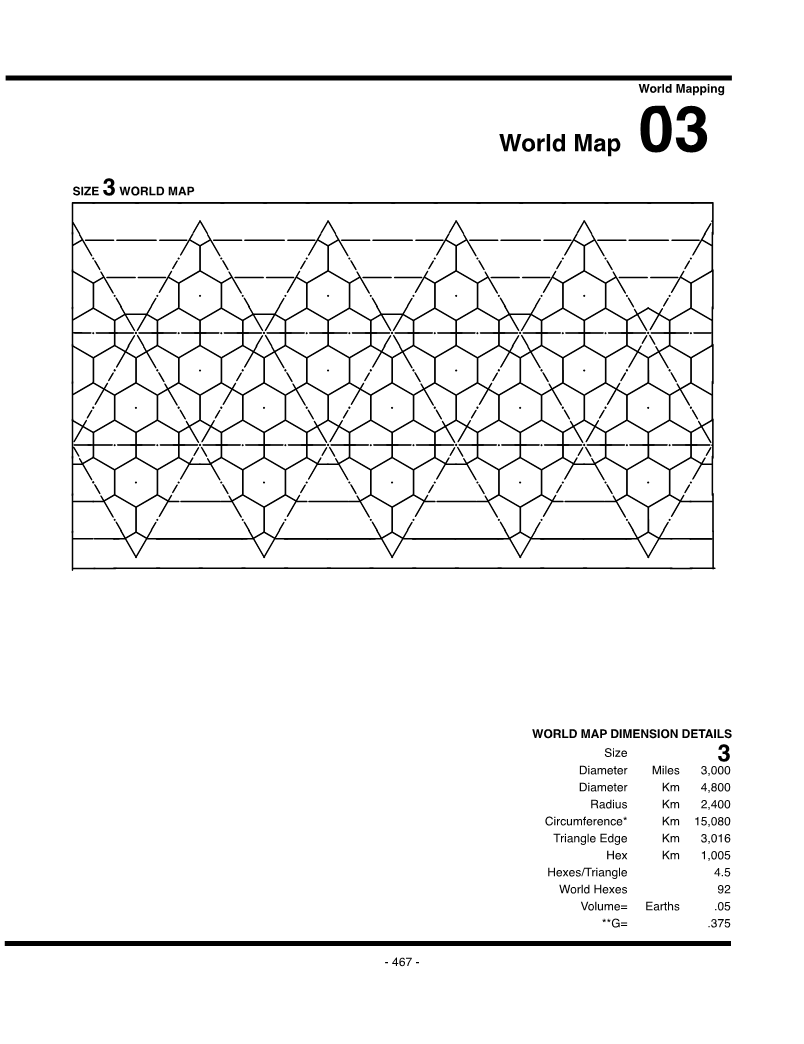 World Mapping
World Map 03
SIZE 3 WORLD MAP
WORLD MAP DIMENSION DETAILS
Size 3
Diameter Miles 3,000
Diameter Km 4,800
Radius Km 2,400
Circumference* Km 15,080
Triangle Edge Km 3,016
Hex Km 1,005
Hexes/Triangle 4.5
World Hexes 92
Volume= Earths .05
**G= .375
- 467 -